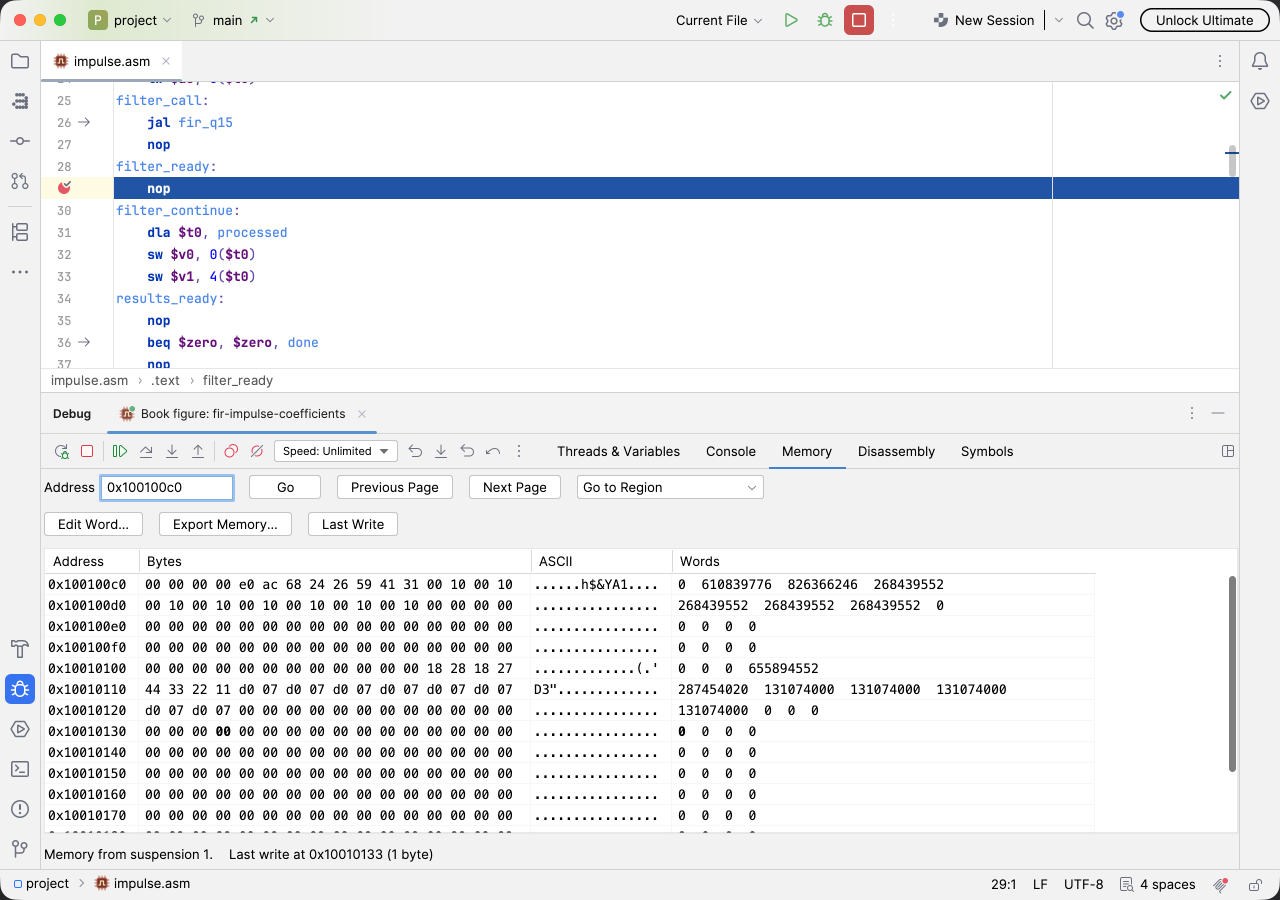 P project main Current File New Session Unlock Ultimate
impulse.asm
25 filter_call:
26 jal fir_q15
27 nop
28 filter_ready:
nop
30 filter_continue:
31 dla $t0, processed
32 sw $v0, 0($t0)
33 sw $v1, 4($t0)
34 results_ready:
35 nop
36 beq $zero, $zero, done
37 nop
impulse.asm › .text › filter_ready
Debug Book figure: fir-impulse-coefficients
Speed: Unlimited Threads & Variables Console Memory Disassembly Symbols
Address 0x100100c0 Go Previous Page Next Page Go to Region
Edit Word... Export Memory... Last Write
Address Bytes ASCII Words
0x100100c0 00 00 00 00 e0 ac 68 24 26 59 41 31 00 10 00 10 ......h$&YA1.... 0 610839776 826366246 268439552
0x100100d0 00 10 00 10 00 10 00 10 00 10 00 10 00 00 00 00 ................ 268439552 268439552 268439552 0
0x100100e0 00 00 00 00 00 00 00 00 00 00 00 00 00 00 00 00 ................ 0 0 0 0
0x100100f0 00 00 00 00 00 00 00 00 00 00 00 00 00 00 00 00 ................ 0 0 0 0
0x10010100 00 00 00 00 00 00 00 00 00 00 00 00 18 28 18 27 .............(.' 0 0 0 655894552
0x10010110 44 33 22 11 d0 07 d0 07 d0 07 d0 07 d0 07 d0 07 D3"............. 287454020 131074000 131074000 131074000
0x10010120 d0 07 d0 07 00 00 00 00 00 00 00 00 00 00 00 00 ................ 131074000 0 0 0
0x10010130 00 00 00 00 00 00 00 00 00 00 00 00 00 00 00 00 ................ 0 0 0 0
0x10010140 00 00 00 00 00 00 00 00 00 00 00 00 00 00 00 00 ................ 0 0 0 0
0x10010150 00 00 00 00 00 00 00 00 00 00 00 00 00 00 00 00 ................ 0 0 0 0
0x10010160 00 00 00 00 00 00 00 00 00 00 00 00 00 00 00 00 ................ 0 0 0 0
0x10010170 00 00 00 00 00 00 00 00 00 00 00 00 00 00 00 00 ................ 0 0 0 0
Memory from suspension 1. Last write at 0x10010133 (1 byte)
project › impulse.asm 29:1 LF UTF-8 4 spaces